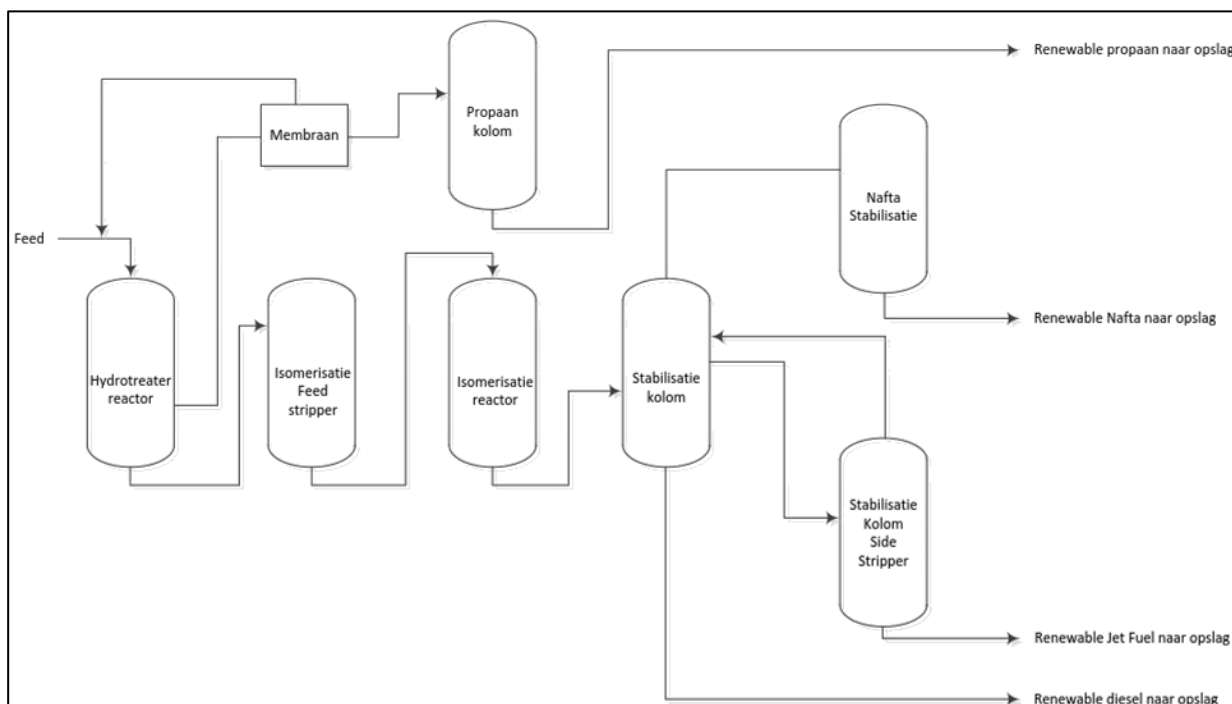 Renewable propaan naar opslag
Propaan
kolom
Membraan
Nafta
Stabilisatie
Feed
Renewable Nafta naar opslag
Hydrotreater
reactor
Isomerisatie
Feed
stripper
Isomerisatie
reactor
Stabilisatie
kolom
Stabilisatie
Kolom
Side
Stripper
Renewable Jet Fuel naar opslag
Renewable diesel naar opslag